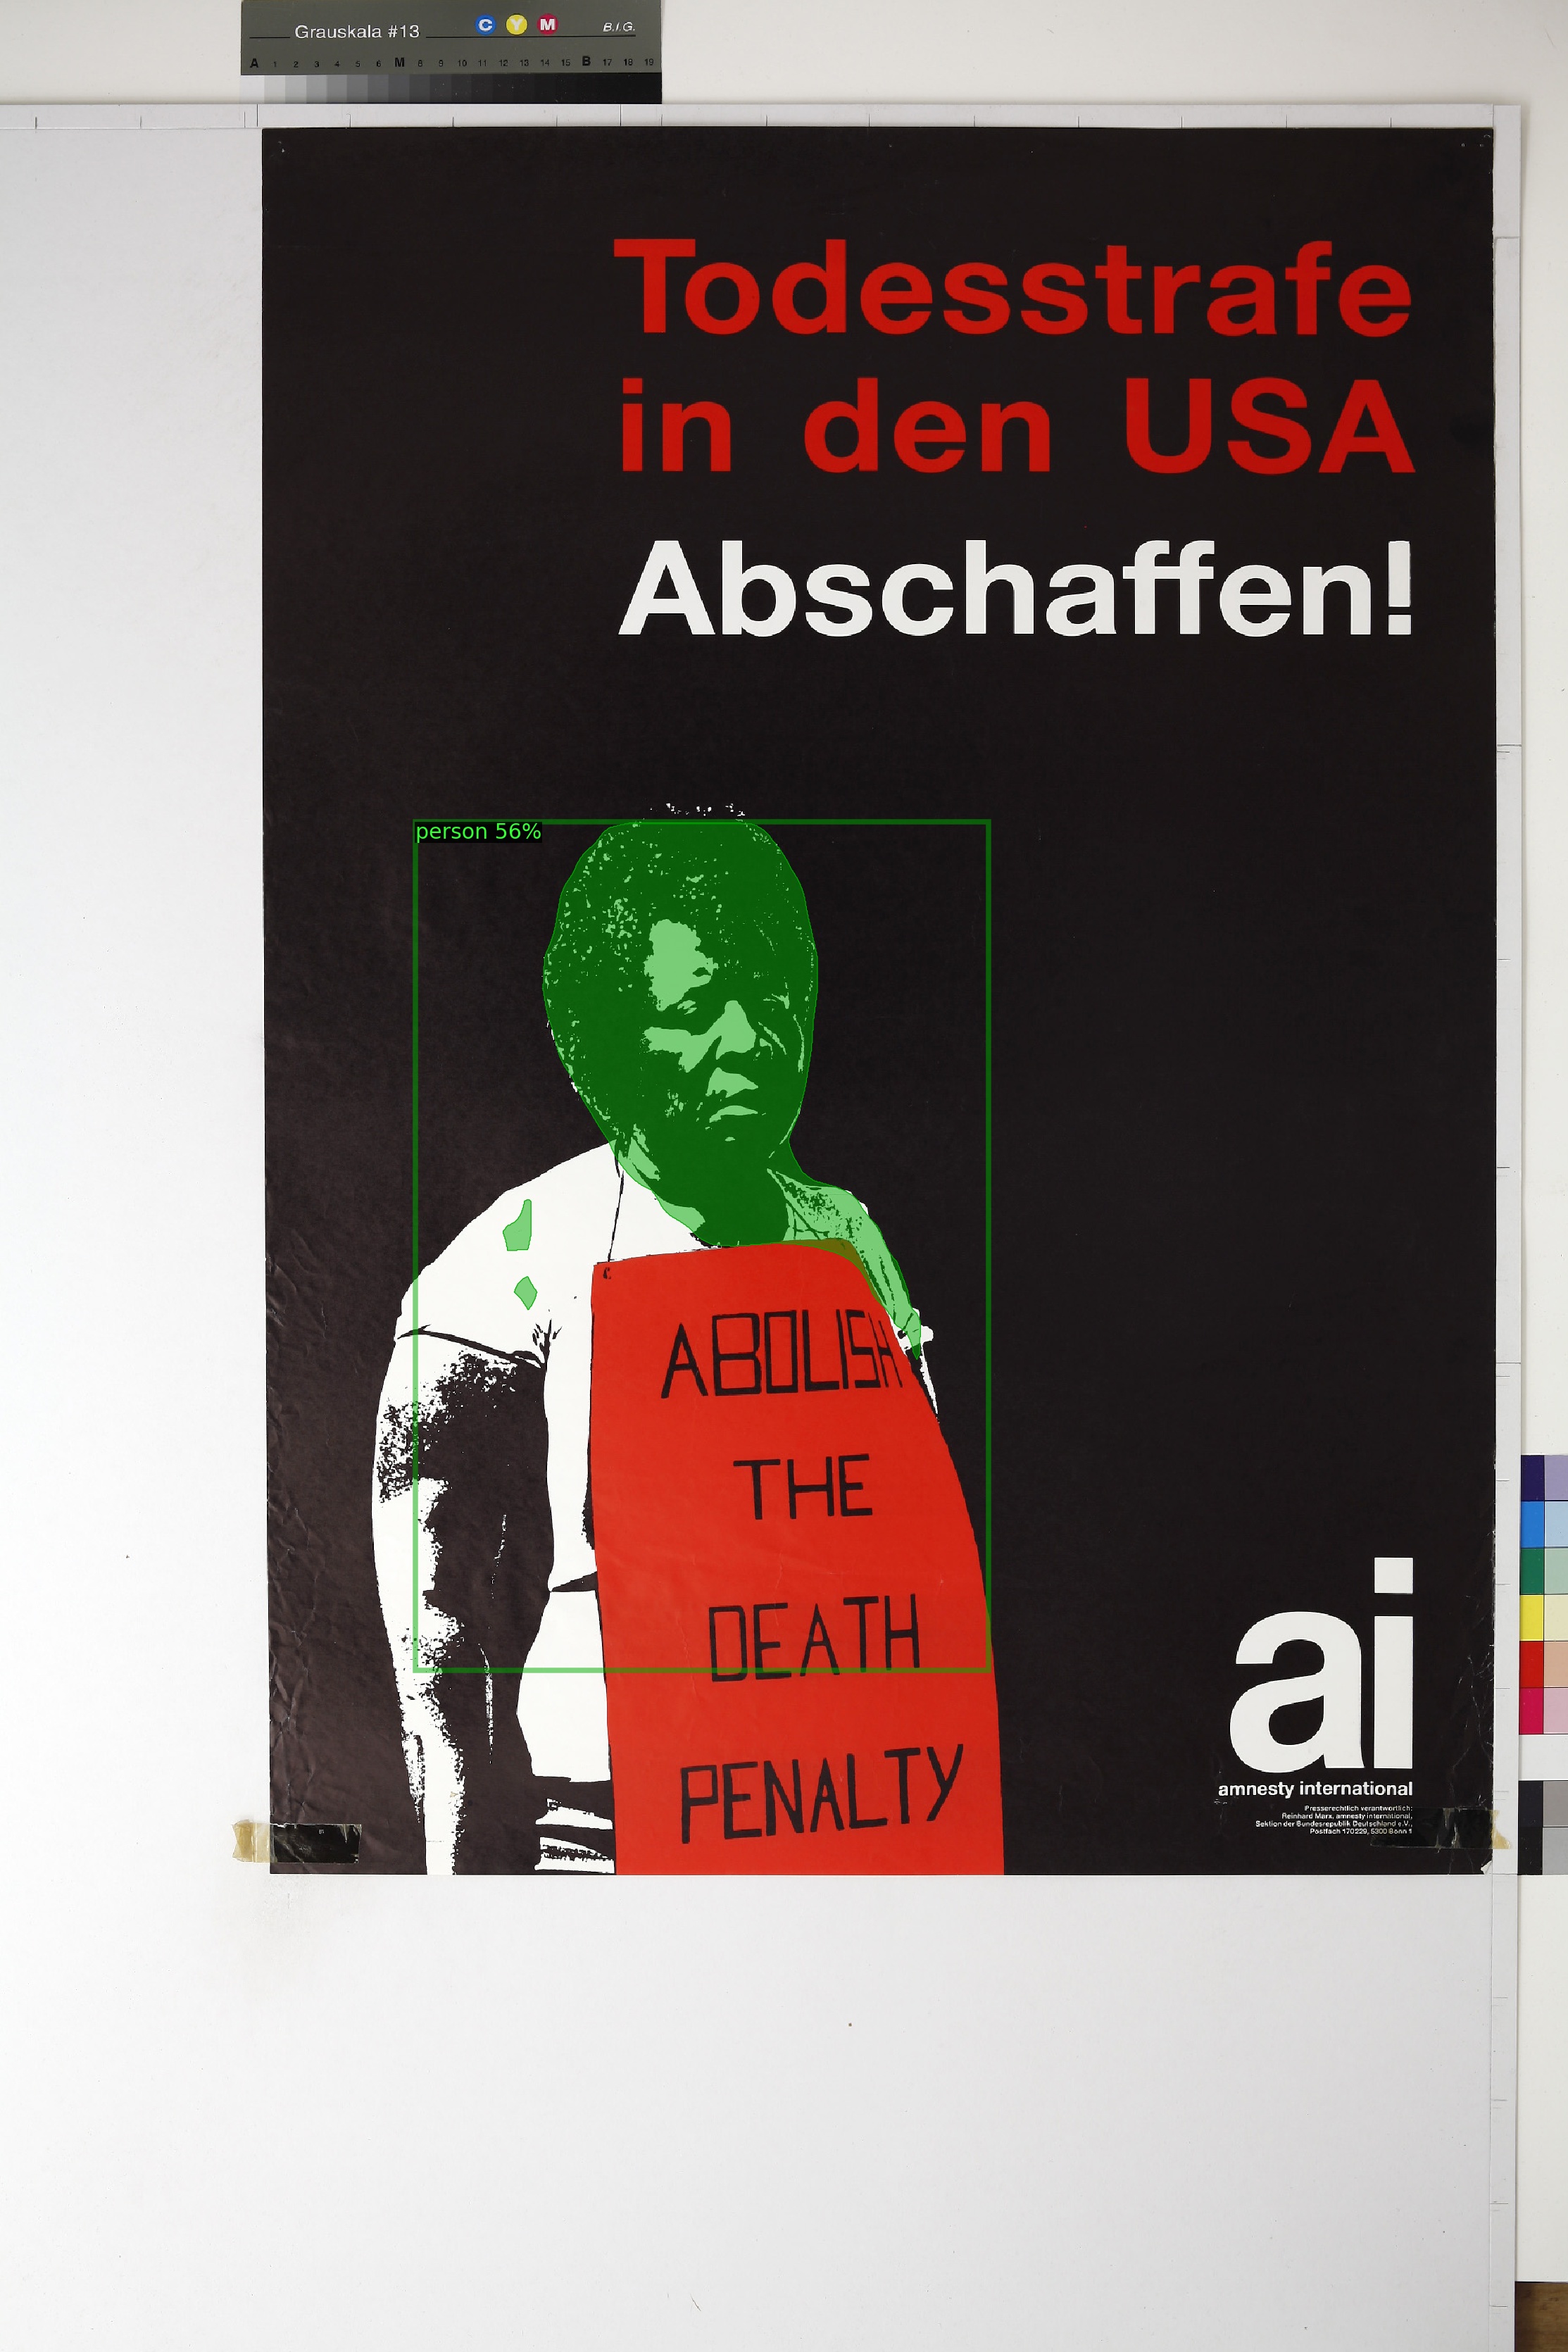 Grauskala #13 C Y M B.I.G.
A 1 2 3 4 5 6 M 8 9 10 11 12 13 14 15 B 17 18 19
Todesstrafe
in den USA
Abschaffen!
person 56%
ABOLISH
THE
DEATH
PENALTY
ai
amnesty international
Presserechtlich verantwortlich:
Reinhard Marx, amnesty international,
Sektion der Bundesrepublik Deutschland e.V.,
Postfach 170229, 5300 Bonn 1